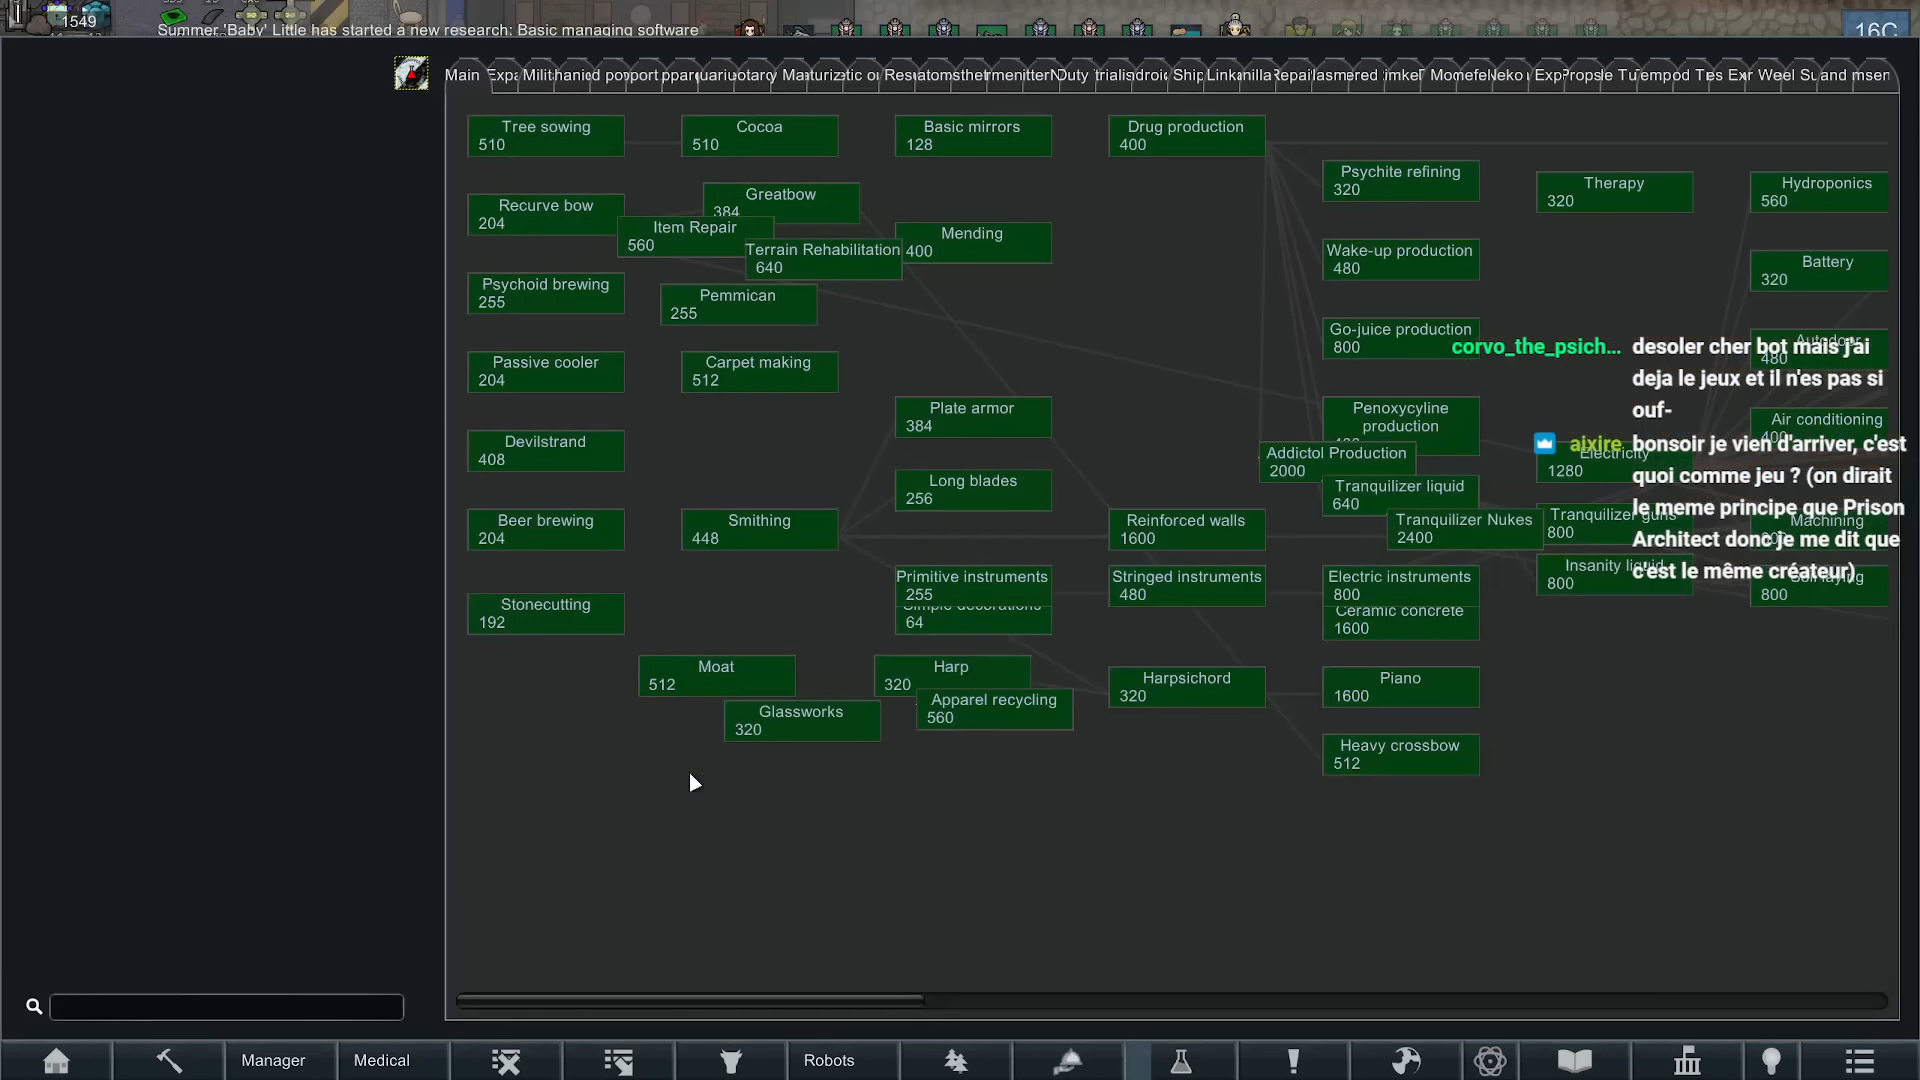 1549
Summer, 'Baby' Little has started a new research: Basic managing software
16C
Main
Tree sowing
510
Cocoa
510
Basic mirrors
128
Drug production
400
Psychite refining
320
Therapy
320
Hydroponics
560
Greatbow
384
Recurve bow
204
Item Repair
560
Mending
400
Terrain Rehabilitation
640
Wake-up production
480
Battery
320
Psychoid brewing
255
Pemmican
255
Go-juice production
800
480
Passive cooler
204
Carpet making
512
Plate armor
384
Penoxycyline
production
Air conditioning
400
Devilstrand
408
Addictol Production
2000
Electricity
1280
Long blades
256
Tranquilizer liquid
640
Beer brewing
204
Smithing
448
Reinforced walls
1600
Tranquilizer Nukes
2400
Tranquilizer guns
800
Machining
Primitive instruments
255
Stringed instruments
480
Electric instruments
800
Insanity liquid
800
800
Simple decorations
64
Ceramic concrete
1600
Stonecutting
192
Moat
512
Harp
320
Harpsichord
320
Piano
1600
Glassworks
320
Apparel recycling
560
Heavy crossbow
512
corvo_the_psich... desoler cher bot mais j'ai
deja le jeux et il n'es pas si
ouf-
aixire bonsoir je vien d'arriver, c'est
quoi comme jeu ? (on dirait
le meme principe que Prison
Architect donc je me dit que
c'est le même créateur)
Manager
Medical
Robots